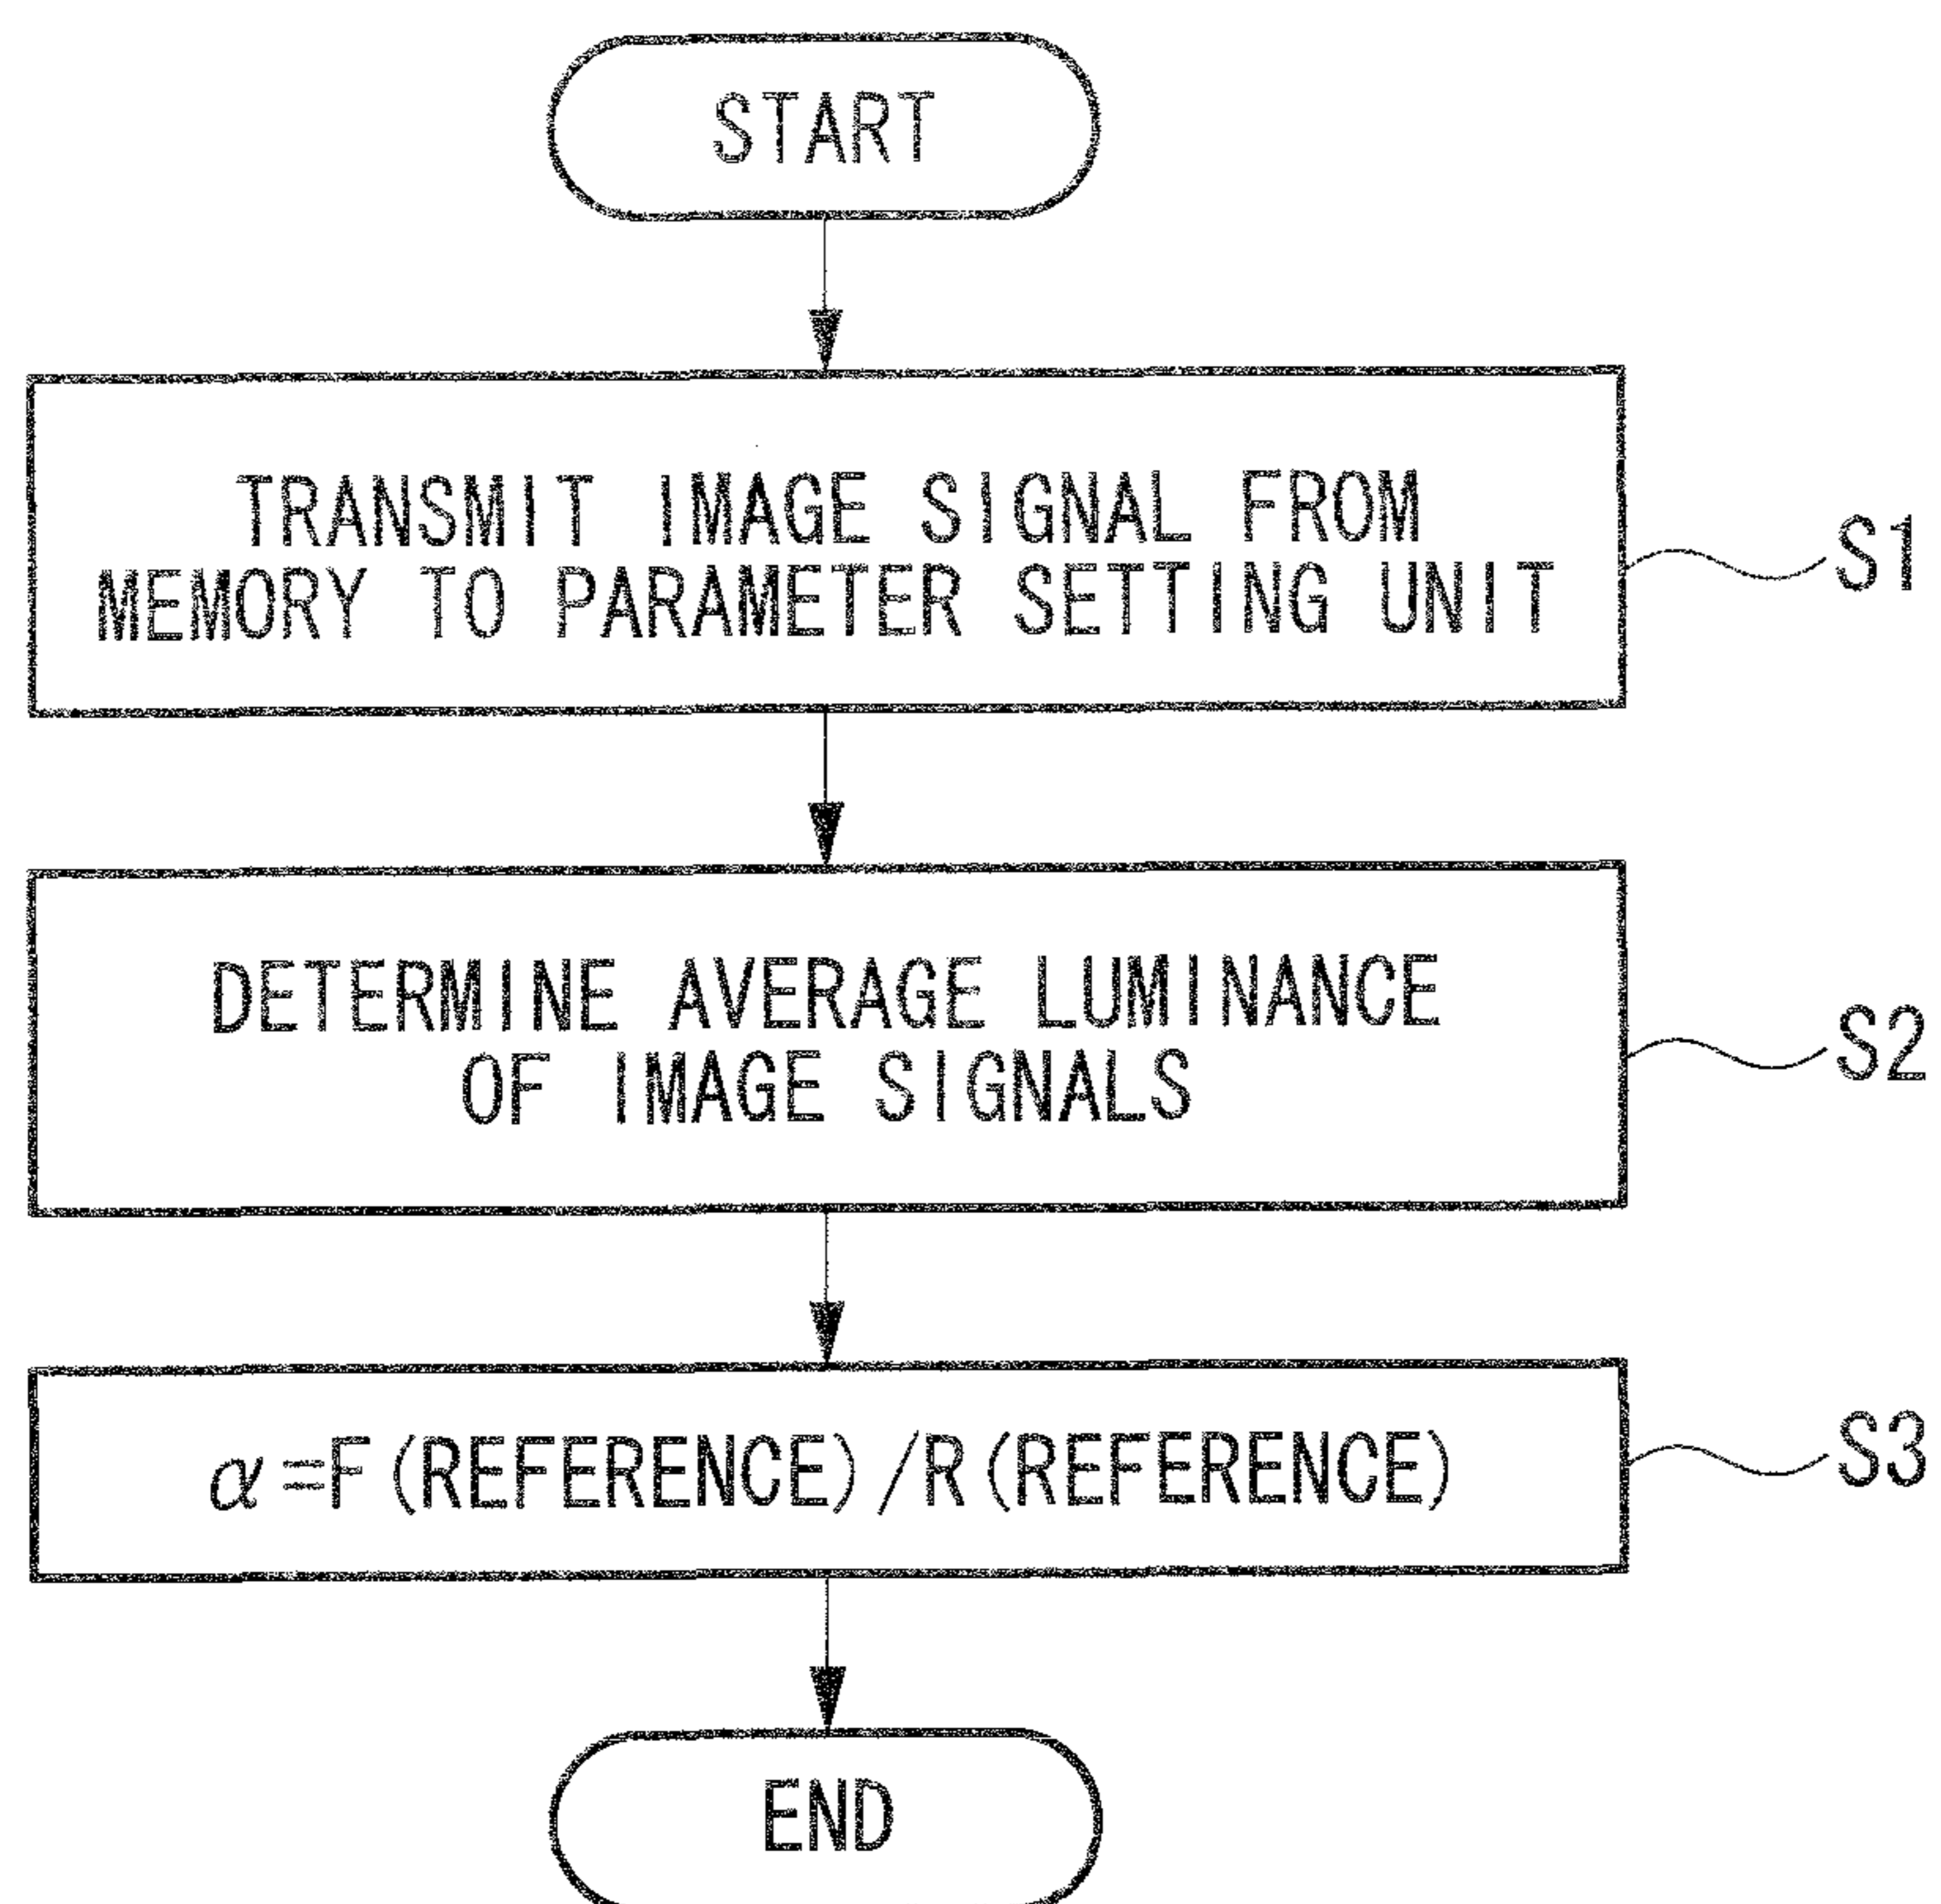 START
TRANSMIT IMAGE SIGNAL FROM
MEMORY TO PARAMETER SETTING UNIT
S1
DETERMINE AVERAGE LUMINANCE
OF IMAGE SIGNALS
S2
α=F(REFERENCE)/R(REFERENCE)
S3
END